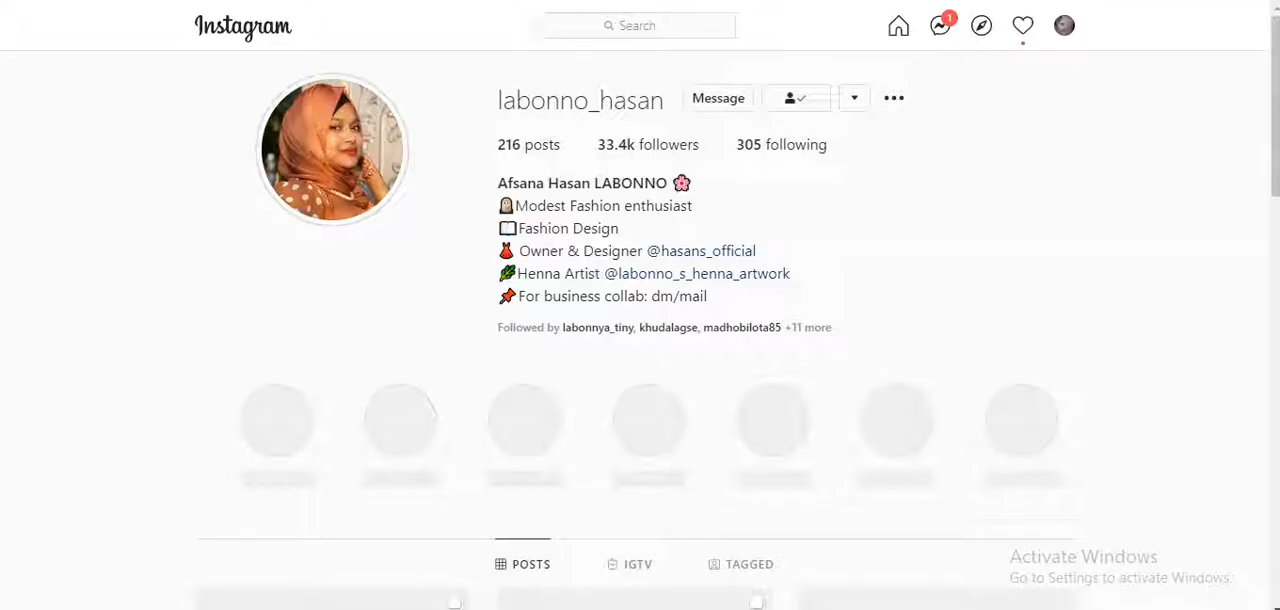 Instagram
Search
1
labonno_hasan
Message
216 posts 33.4k followers 305 following
Afsana Hasan LABONNO 🌸
Modest Fashion enthusiast
Fashion Design
Owner & Designer @hasans_official
Henna Artist @labonno_s_henna_artwork
For business collab: dm/mail
Followed by labonnya_tiny, khudalagse, madhobilota85 +11 more
POSTS IGTV TAGGED
Activate Windows
Go to Settings to activate Windows.